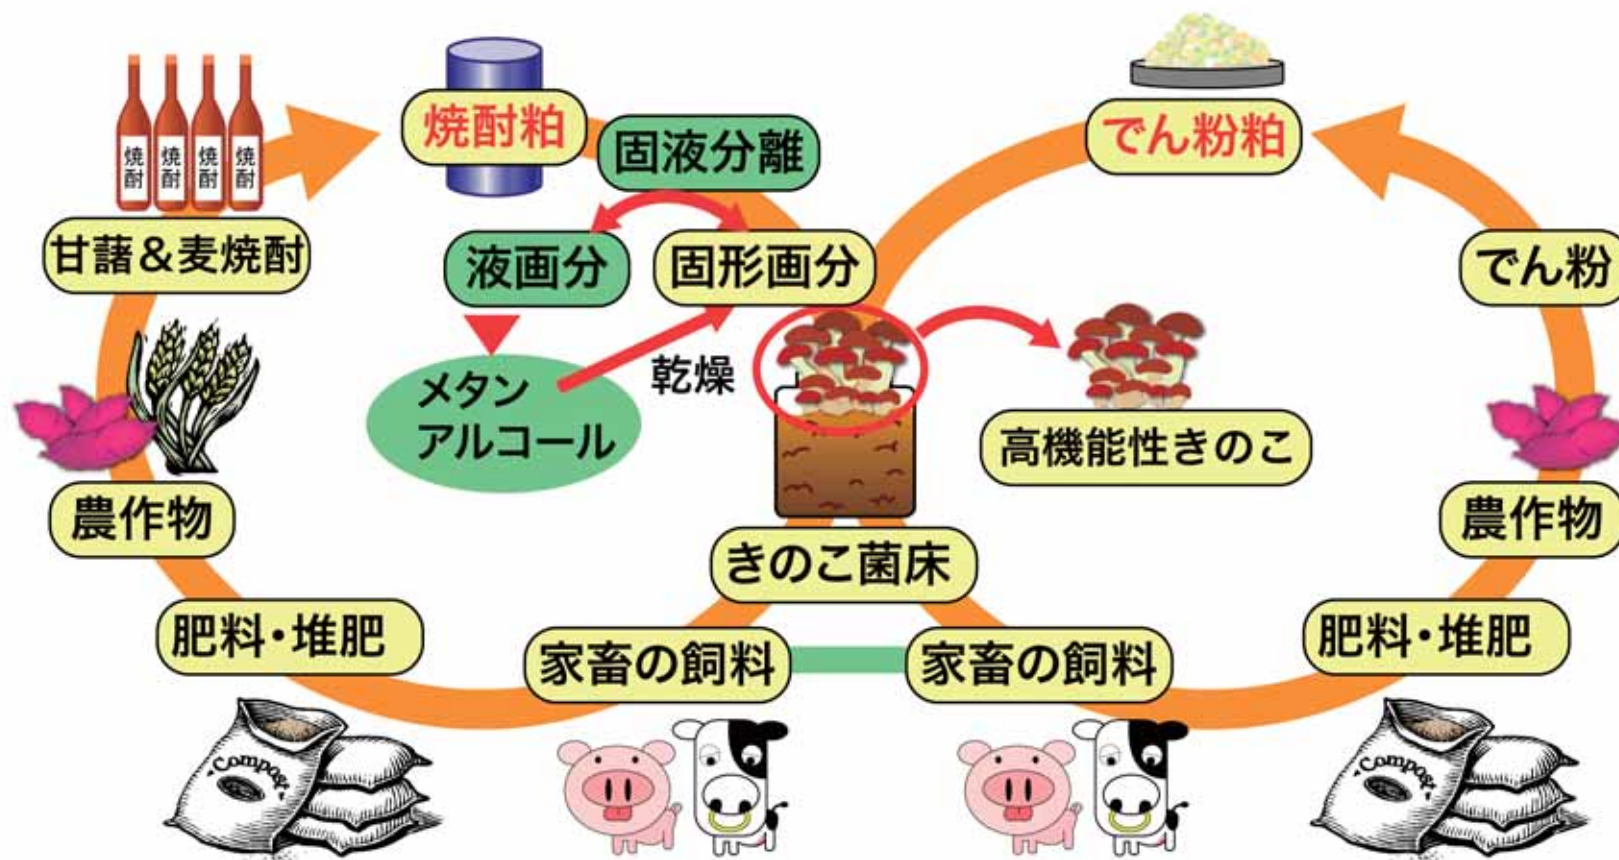 焼酎
焼酎
焼酎
焼酎
焼酎粕
固液分離
でん粉粕
甘藷＆麦焼酎
液画分
固形画分
でん粉
メタン
アルコール
乾燥
高機能性きのこ
農作物
農作物
きのこ菌床
肥料・堆肥
家畜の飼料
家畜の飼料
肥料・堆肥
Compost
Compost